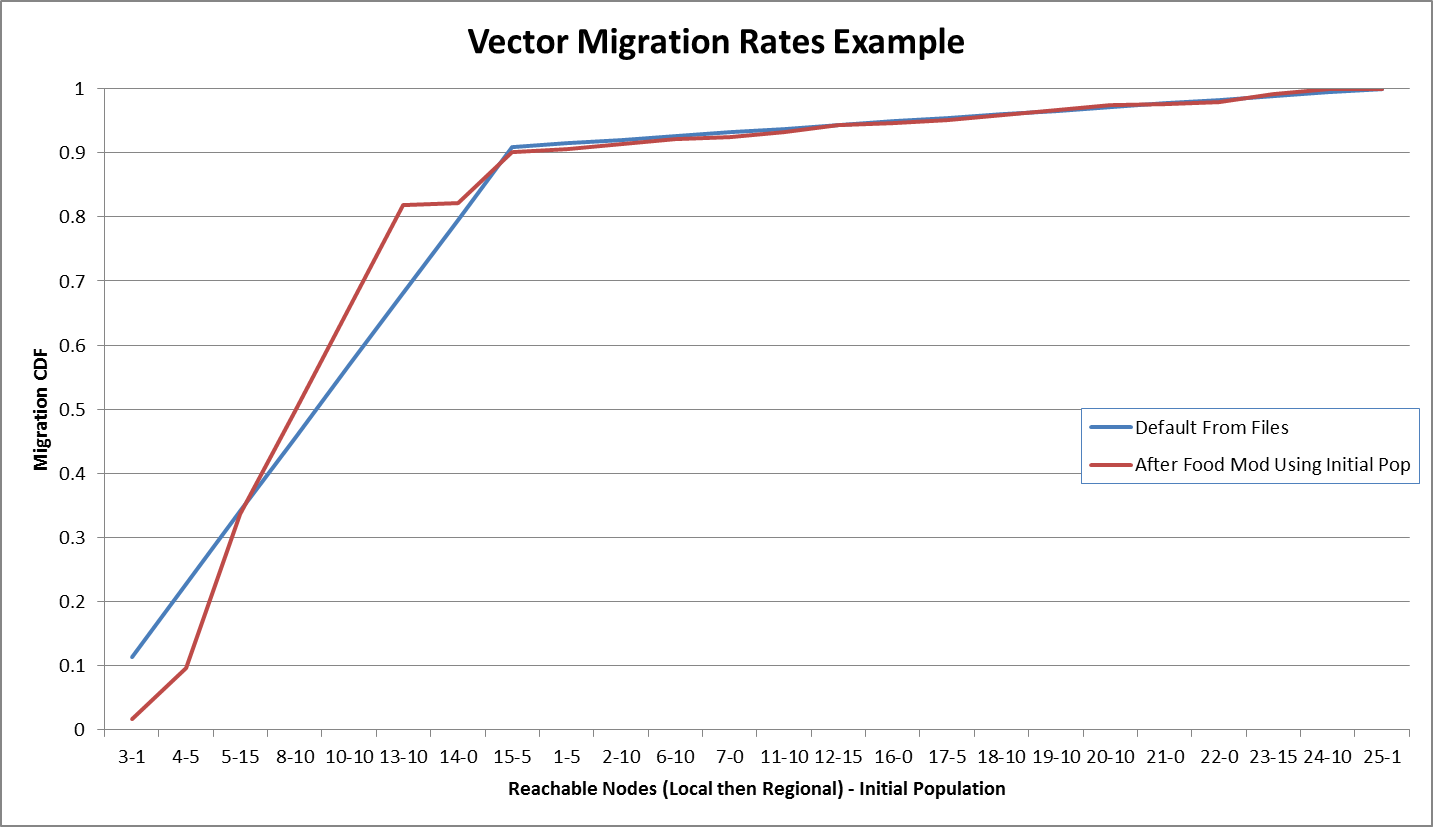 Vector Migration Rates Example
1
0.9
0.8
0.7
0.6
0.5
0.4
0.3
0.2
0.1
0
Migration CDF
Default From Files
After Food Mod Using Initial Pop
3-1 4-5 5-15 8-10 10-10 13-10 14-0 15-5 1-5 2-10 6-10 7-0 11-10 12-15 16-0 17-5 18-10 19-10 20-10 21-0 22-0 23-15 24-10 25-1
Reachable Nodes (Local then Regional) - Initial Population